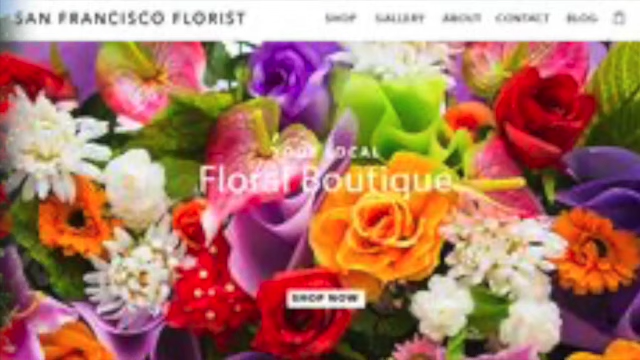 SAN FRANCISCO FLORIST
SHOP GALLERY ABOUT CONTACT BLOG
YOUR LOCAL
Floral Boutique
SHOP NOW